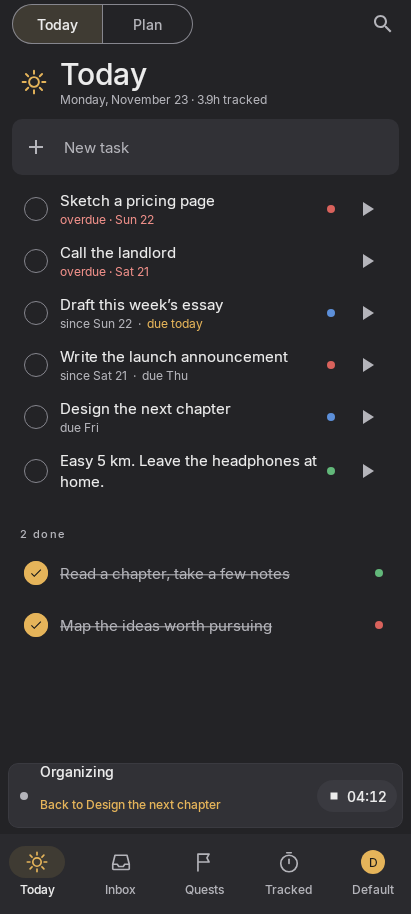 Today
Plan
Today
Monday, November 23 · 3.9h tracked
New task
Sketch a pricing page
overdue · Sun 22
Call the landlord
overdue · Sat 21
Draft this week’s essay
since Sun 22 · due today
Write the launch announcement
since Sat 21 · due Thu
Design the next chapter
due Fri
Easy 5 km. Leave the headphones at
home.
2 done
Read a chapter, take a few notes
Map the ideas worth pursuing
Organizing
Back to Design the next chapter
04:12
D
Today
Inbox
Quests
Tracked
Default